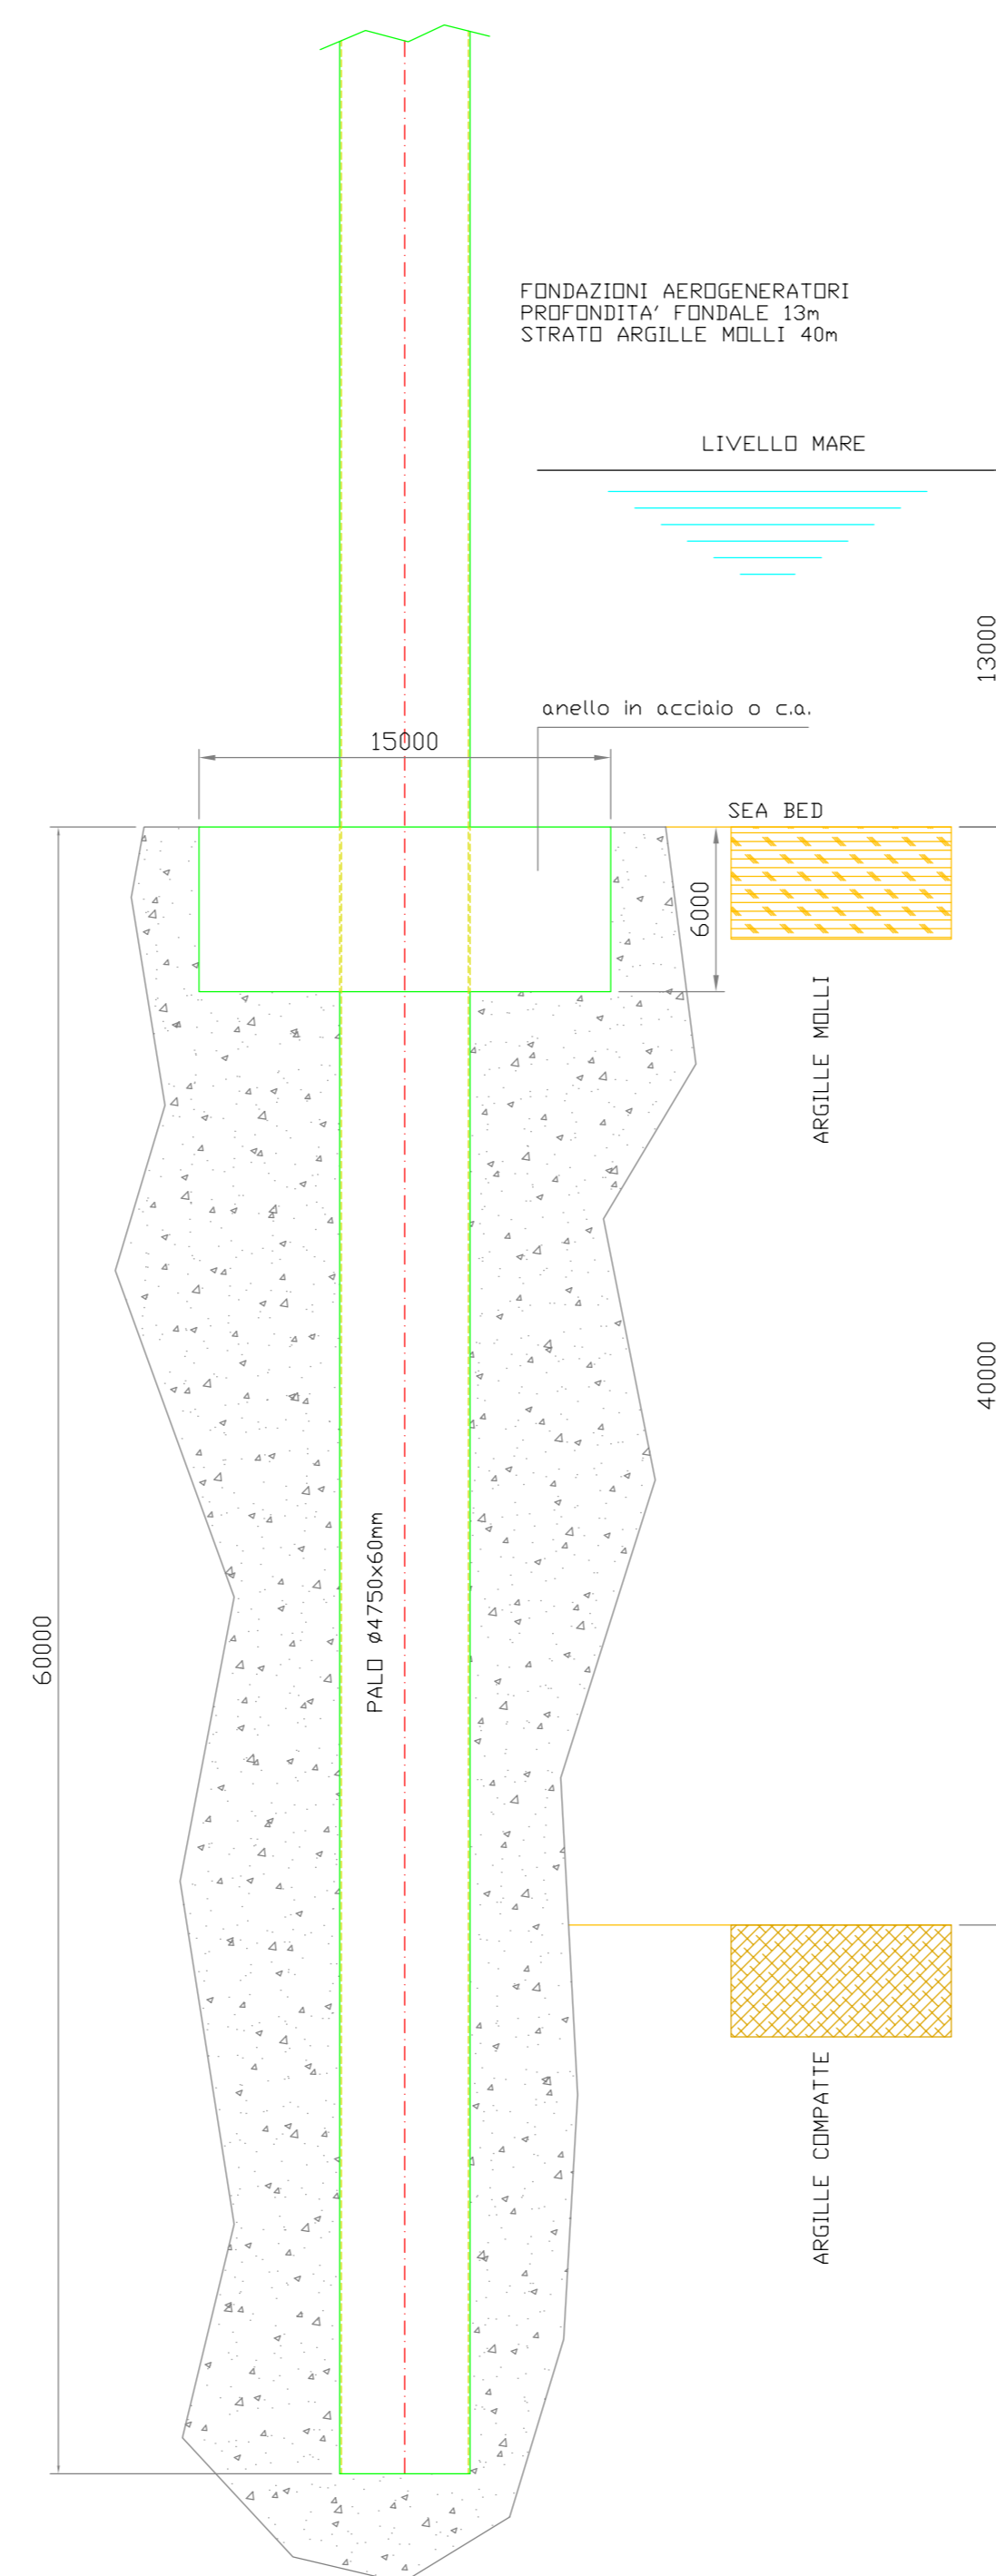 FONDAZIONI AEROGENERATORI
PROFONDITA' FONDALE 13m
STRATO ARGILLE MOLLI 40m
LIVELLO MARE
13000
anello in acciaio o c.a.
15000
SEA BED
6000
ARGILLE MOLLI
40000
PALO ø4750x60mm
60000
ARGILLE COMPATTE